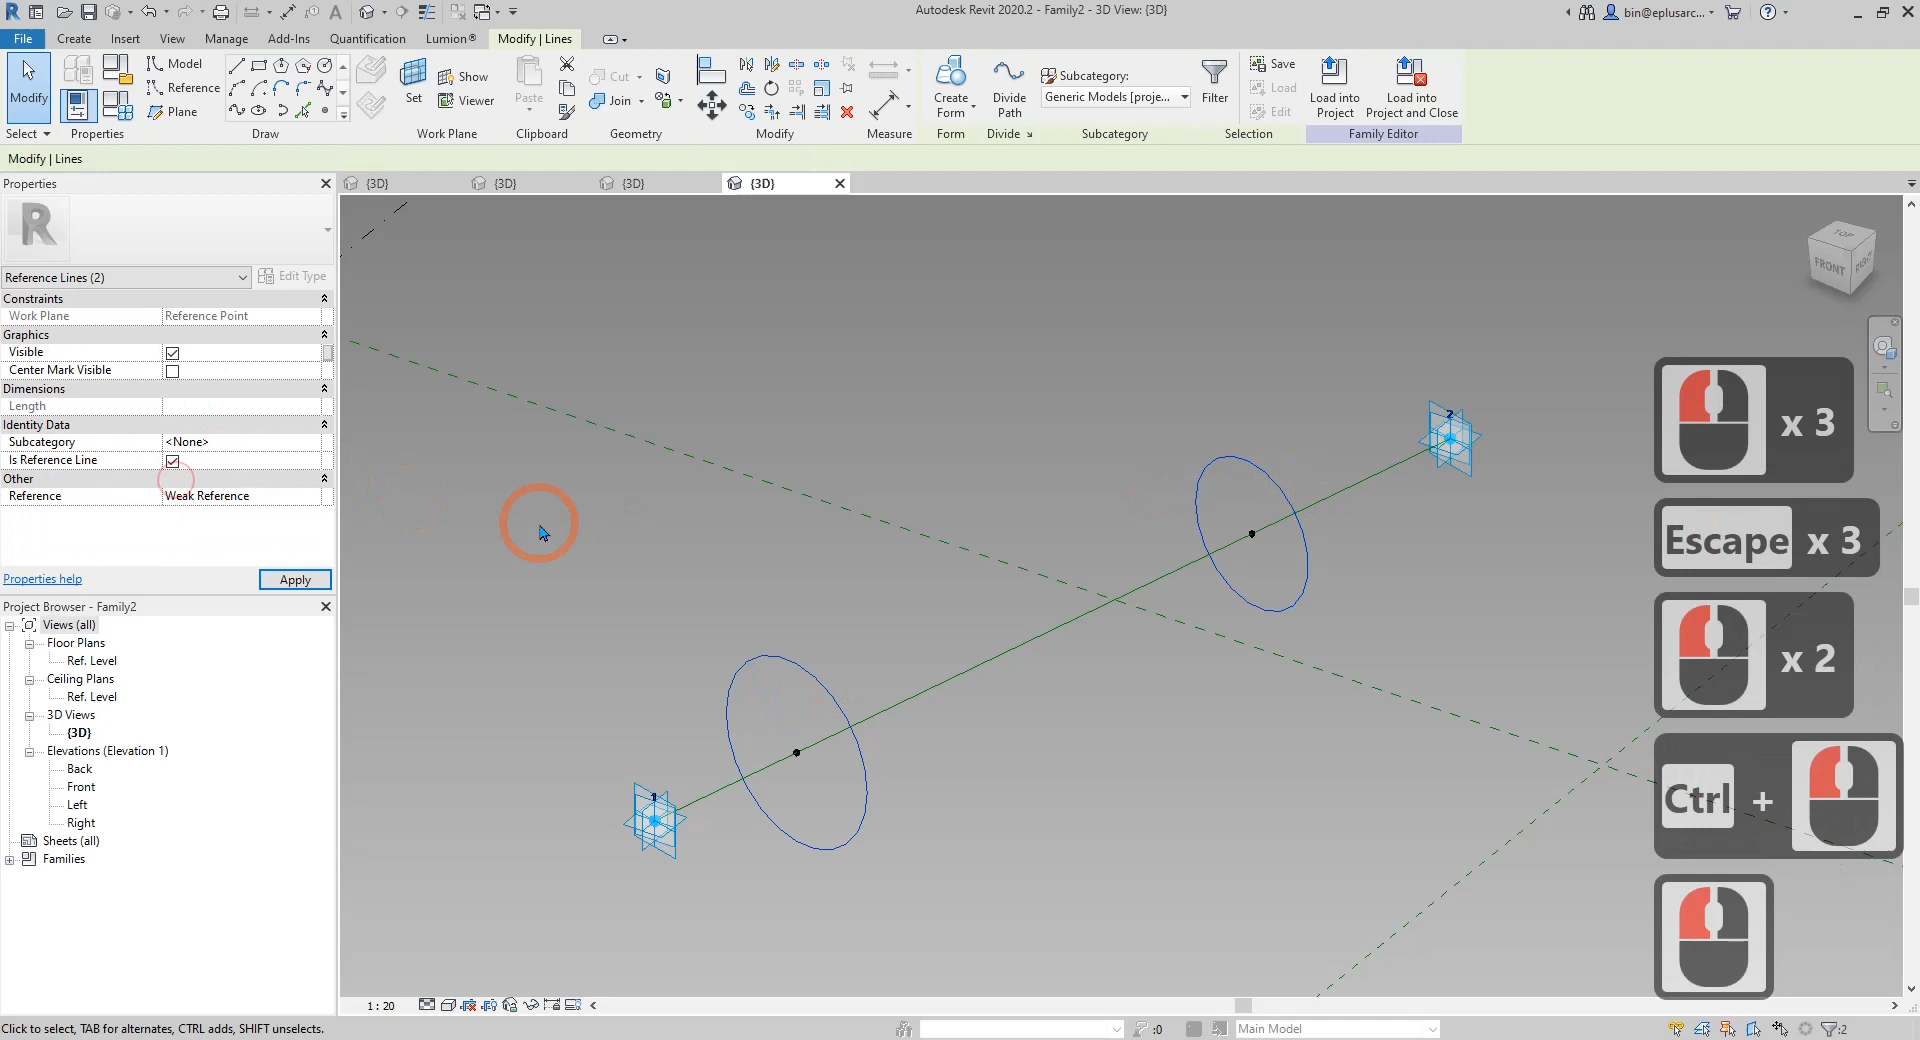 Autodesk Revit 2020.2 - Family2 - 3D View: {3D}
bin@eplusarc...
File Create Insert View Manage Add-Ins Quantification Lumion® Modify | Lines
Modify
Select
Properties
Model
Reference
Plane
Draw
Set
Show
Viewer
Work Plane
Paste
Clipboard
Cut
Join
Geometry
Modify
Measure
Create Form
Form
Divide Path
Divide
Subcategory:
Generic Models [proje...
Subcategory
Filter
Save
Load
Edit
Selection
Load into Project
Load into Project and Close
Family Editor
Modify | Lines
Properties
{3D} {3D} {3D} {3D}
R
Reference Lines (2)
Edit Type
Constraints
Work Plane Reference Point
Graphics
Visible
Center Mark Visible
Dimensions
Length
Identity Data
Subcategory <None>
Is Reference Line
Other
Reference Weak Reference
Properties help
Apply
Project Browser - Family2
Views (all)
Floor Plans
Ref. Level
Ceiling Plans
Ref. Level
3D Views
{3D}
Elevations (Elevation 1)
Back
Front
Left
Right
Sheets (all)
Families
TOP
FRONT
RIGHT
2
1
x 3
Escape x 3
x 2
Ctrl +
1 : 20
Click to select, TAB for alternates, CTRL adds, SHIFT unselects.
:0
Main Model
:2